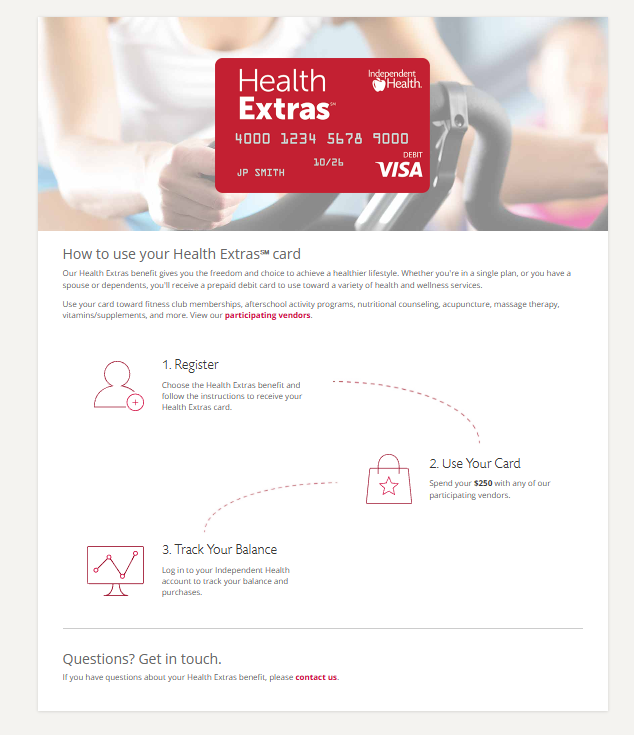 Health
Extras℠
Independent
Health.
4000 1234 5678 9000
10/26
JP SMITH
DEBIT
VISA
How to use your Health Extras℠ card
Our Health Extras benefit gives you the freedom and choice to achieve a healthier lifestyle. Whether you're in a single plan, or you have a
spouse or dependents, you'll receive a prepaid debit card to use toward a variety of health and wellness services.
Use your card toward fitness club memberships, afterschool activity programs, nutritional counseling, acupuncture, massage therapy,
vitamins/supplements, and more. View our participating vendors.
1. Register
Choose the Health Extras benefit and
follow the instructions to receive your
Health Extras card.
2. Use Your Card
Spend your $250 with any of our
participating vendors.
3. Track Your Balance
Log in to your Independent Health
account to track your balance and
purchases.
Questions? Get in touch.
If you have questions about your Health Extras benefit, please contact us.